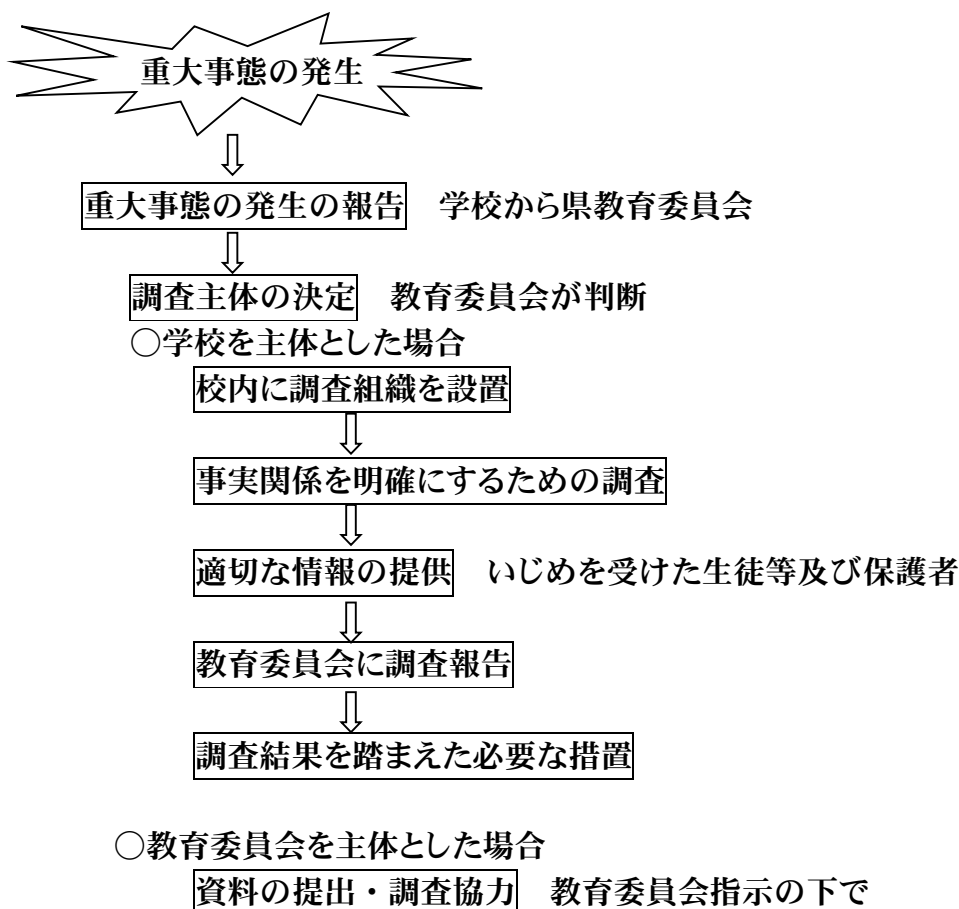 重大事態の発生
重大事態の発生の報告　学校から県教育委員会
調査主体の決定　教育委員会が判断
○学校を主体とした場合
校内に調査組織を設置
事実関係を明確にするための調査
適切な情報の提供　いじめを受けた生徒等及び保護者
教育委員会に調査報告
調査結果を踏まえた必要な措置
○教育委員会を主体とした場合
資料の提出・調査協力　教育委員会指示の下で